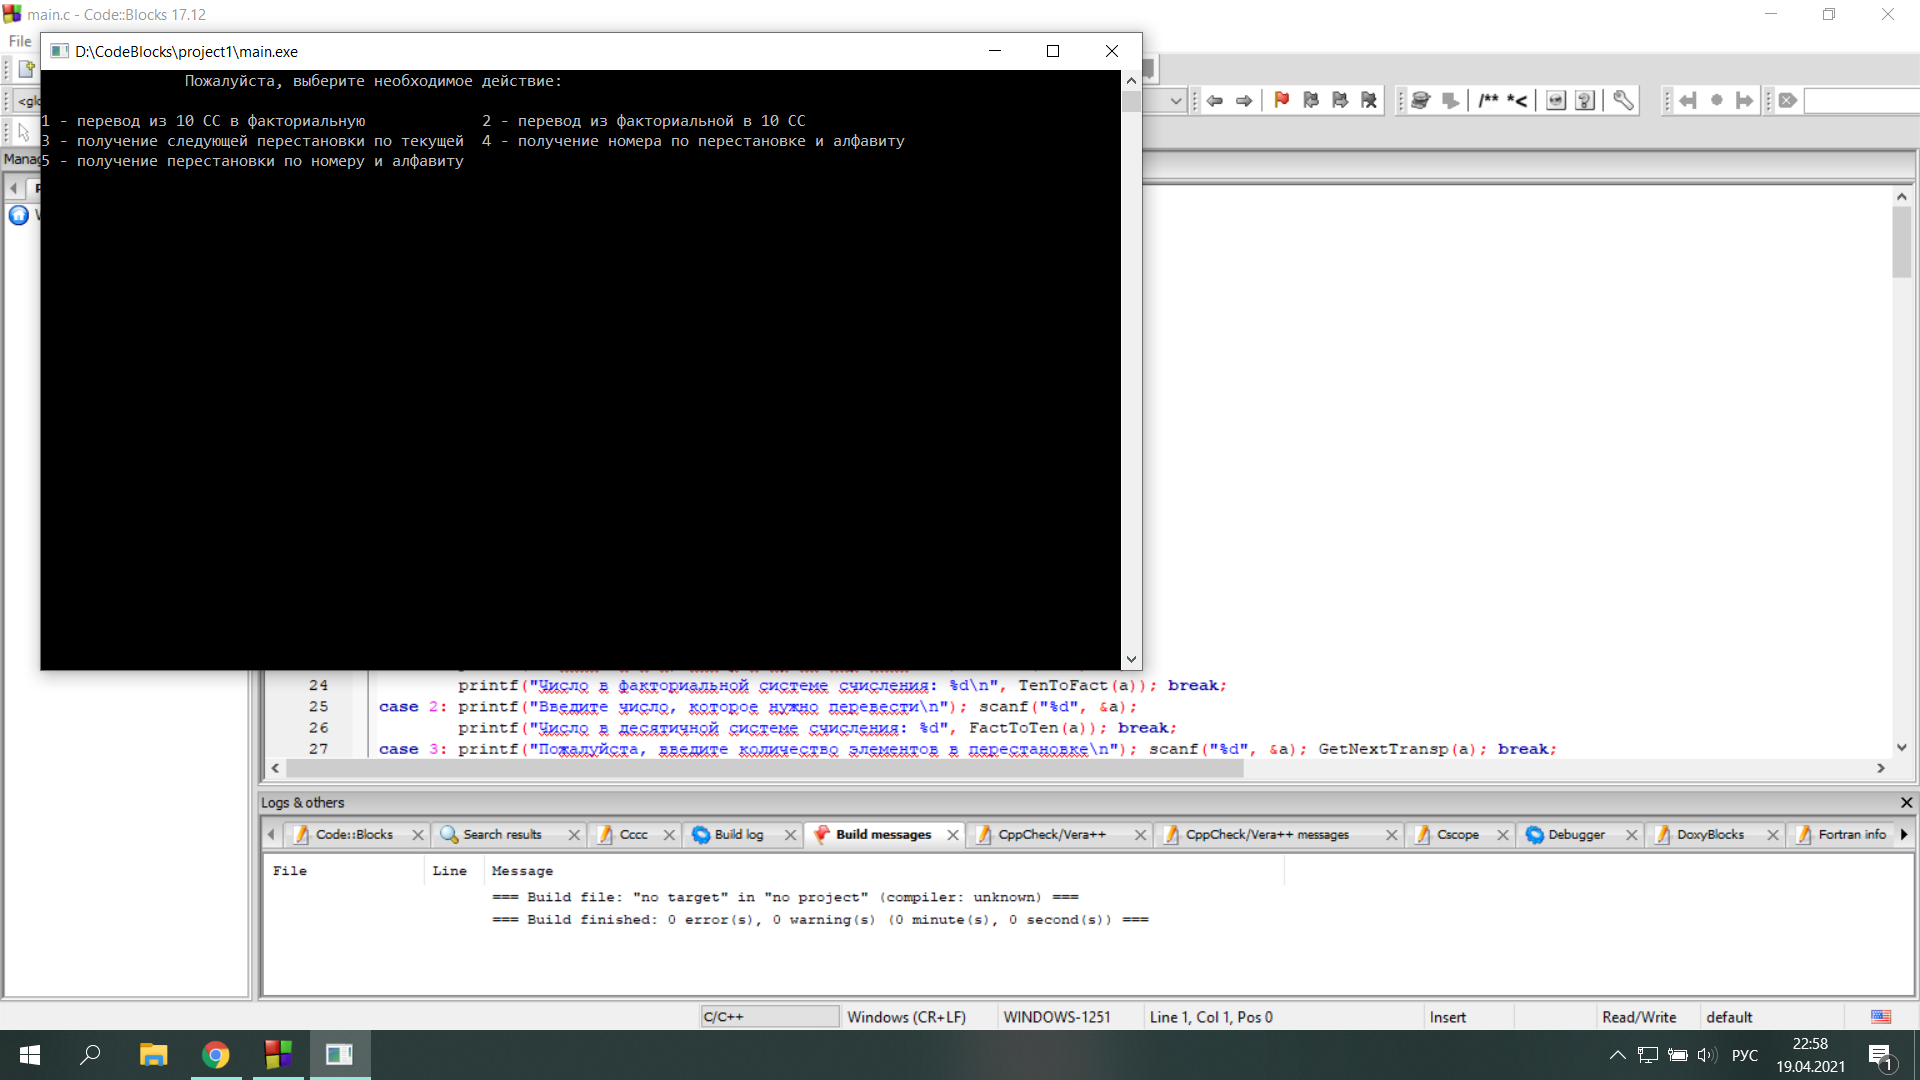 main.c - Code::Blocks 17.12
File
D:\CodeBlocks\project1\main.exe
Пожалуйста, выберите необходимое действие:
1 - перевод из 10 СС в факториальную 2 - перевод из факториальной в 10 СС
3 - получение следующей перестановки по текущей 4 - получение номера по перестановке и алфавиту
5 - получение перестановки по номеру и алфавиту
/** *<
24 printf("Число в факториальной системе счисления: %d\n", TenToFact(a)); break;
25 case 2: printf("Введите число, которое нужно перевести\n"); scanf("%d", &a);
26 printf("Число в десятичной системе счисления: %d", FactToTen(a)); break;
27 case 3: printf("Пожалуйста, введите количество элементов в перестановке\n"); scanf("%d", &a); GetNextTransp(a); break;
Logs & others
Code::Blocks Search results Cccc Build log Build messages CppCheck/Vera++ CppCheck/Vera++ messages Cscope Debugger DoxyBlocks Fortran info
File Line Message
=== Build file: "no target" in "no project" (compiler: unknown) ===
=== Build finished: 0 error(s), 0 warning(s) (0 minute(s), 0 second(s)) ===
C/C++ Windows (CR+LF) WINDOWS-1251 Line 1, Col 1, Pos 0 Insert Read/Write default
РУС
22:58
19.04.2021
1